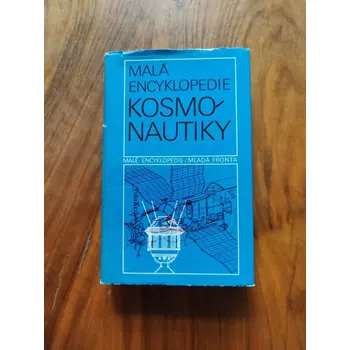 MALÁ
ENCYKLOPEDIE
KOSMO-
NAUTIKY
MALÉ ENCYKLOPEDIE/MLADÁ FRONTA